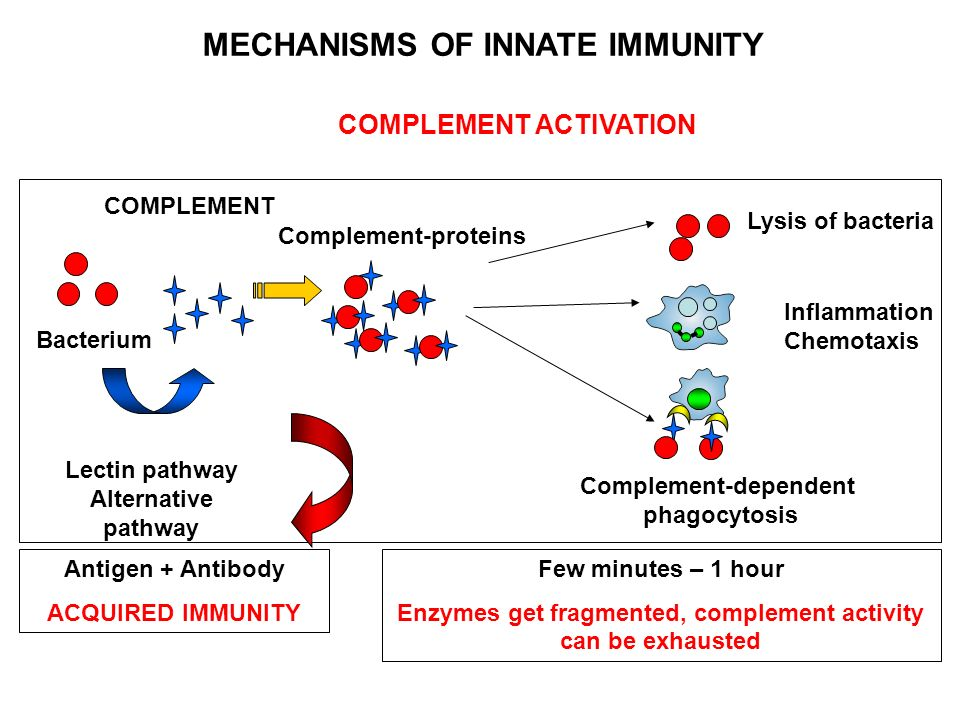 MECHANISMS OF INNATE IMMUNITY
COMPLEMENT ACTIVATION
COMPLEMENT
Complement-proteins
Lysis of bacteria
Bacterium
Inflammation
Chemotaxis
Lectin pathway
Alternative
pathway
Complement-dependent
phagocytosis
Antigen + Antibody
ACQUIRED IMMUNITY
Few minutes – 1 hour
Enzymes get fragmented, complement activity
can be exhausted